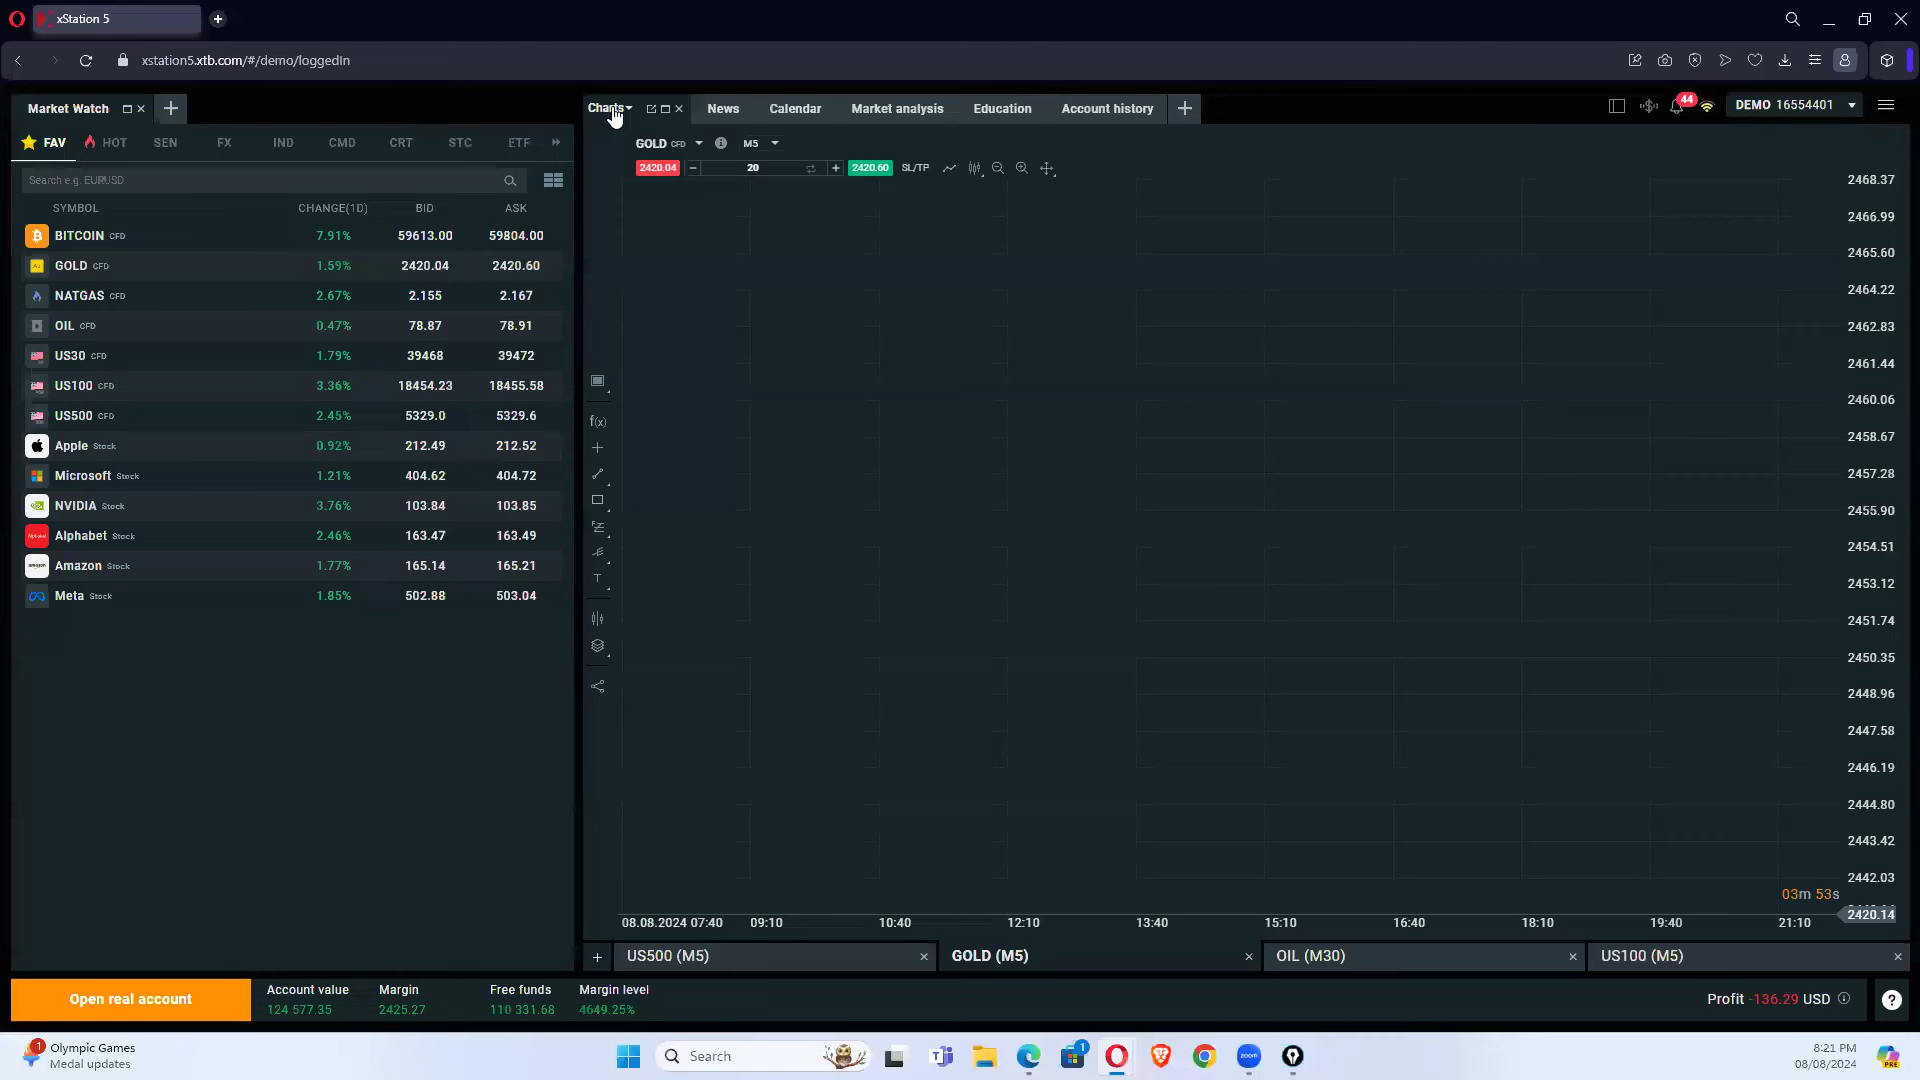 xStation 5
xstation5.xtb.com/#/demo/loggedIn
Market Watch
Charts
News
Calendar
Market analysis
Education
Account history
44
DEMO 16554401
FAV HOT SEN FX IND CMD CRT STC ETF
GOLD CFD
M5
2420.04
20
2420.60
SL/TP
Search e.g. EURUSD
SYMBOL CHANGE(1D) BID ASK
BITCOIN CFD 7.91% 59613.00 59804.00
GOLD CFD 1.59% 2420.04 2420.60
NATGAS CFD 2.67% 2.155 2.167
OIL CFD 0.47% 78.87 78.91
US30 CFD 1.79% 39468 39472
US100 CFD 3.36% 18454.23 18455.58
US500 CFD 2.45% 5329.0 5329.6
Apple Stock 0.92% 212.49 212.52
Microsoft Stock 1.21% 404.62 404.72
NVIDIA Stock 3.76% 103.84 103.85
Alphabet Stock 2.46% 163.47 163.49
Amazon Stock 1.77% 165.14 165.21
Meta Stock 1.85% 502.88 503.04
f(x)
T
2468.37
2466.99
2465.60
2464.22
2462.83
2461.44
2460.06
2458.67
2457.28
2455.90
2454.51
2453.12
2451.74
2450.35
2448.96
2447.58
2446.19
2444.80
2443.42
2442.03
03m 53s
2420.14
08.08.2024 07:40 09:10 10:40 12:10 13:40 15:10 16:40 18:10 19:40 21:10
US500 (M5)
GOLD (M5)
OIL (M30)
US100 (M5)
Open real account
Account value Margin Free funds Margin level
124 577.35 2425.27 110 331.68 4649.25%
Profit -136.29 USD
?
1
Olympic Games
Medal updates
Search
1
zoom
8:21 PM
08/08/2024
PRE